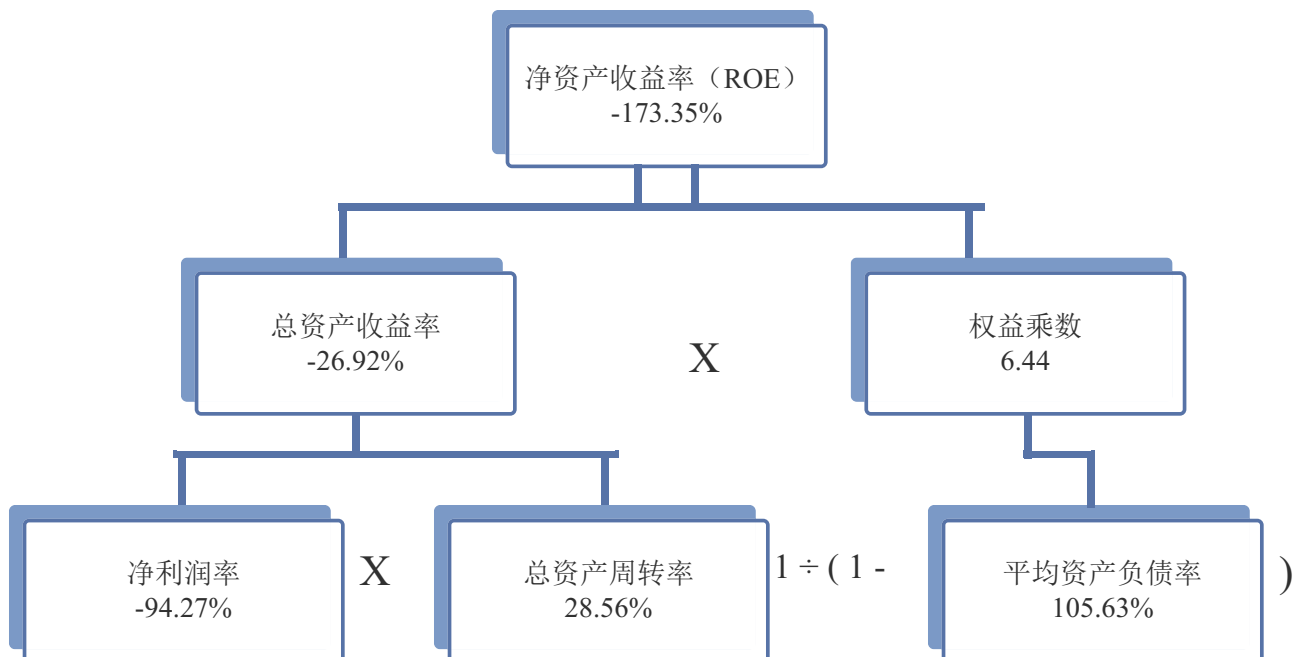 净资产收益率（ROE）
-173.35%
总资产收益率
-26.92%
X
权益乘数
6.44
净利润率
-94.27%
X
总资产周转率
28.56%
1 ÷ ( 1 -
平均资产负债率
105.63%
)